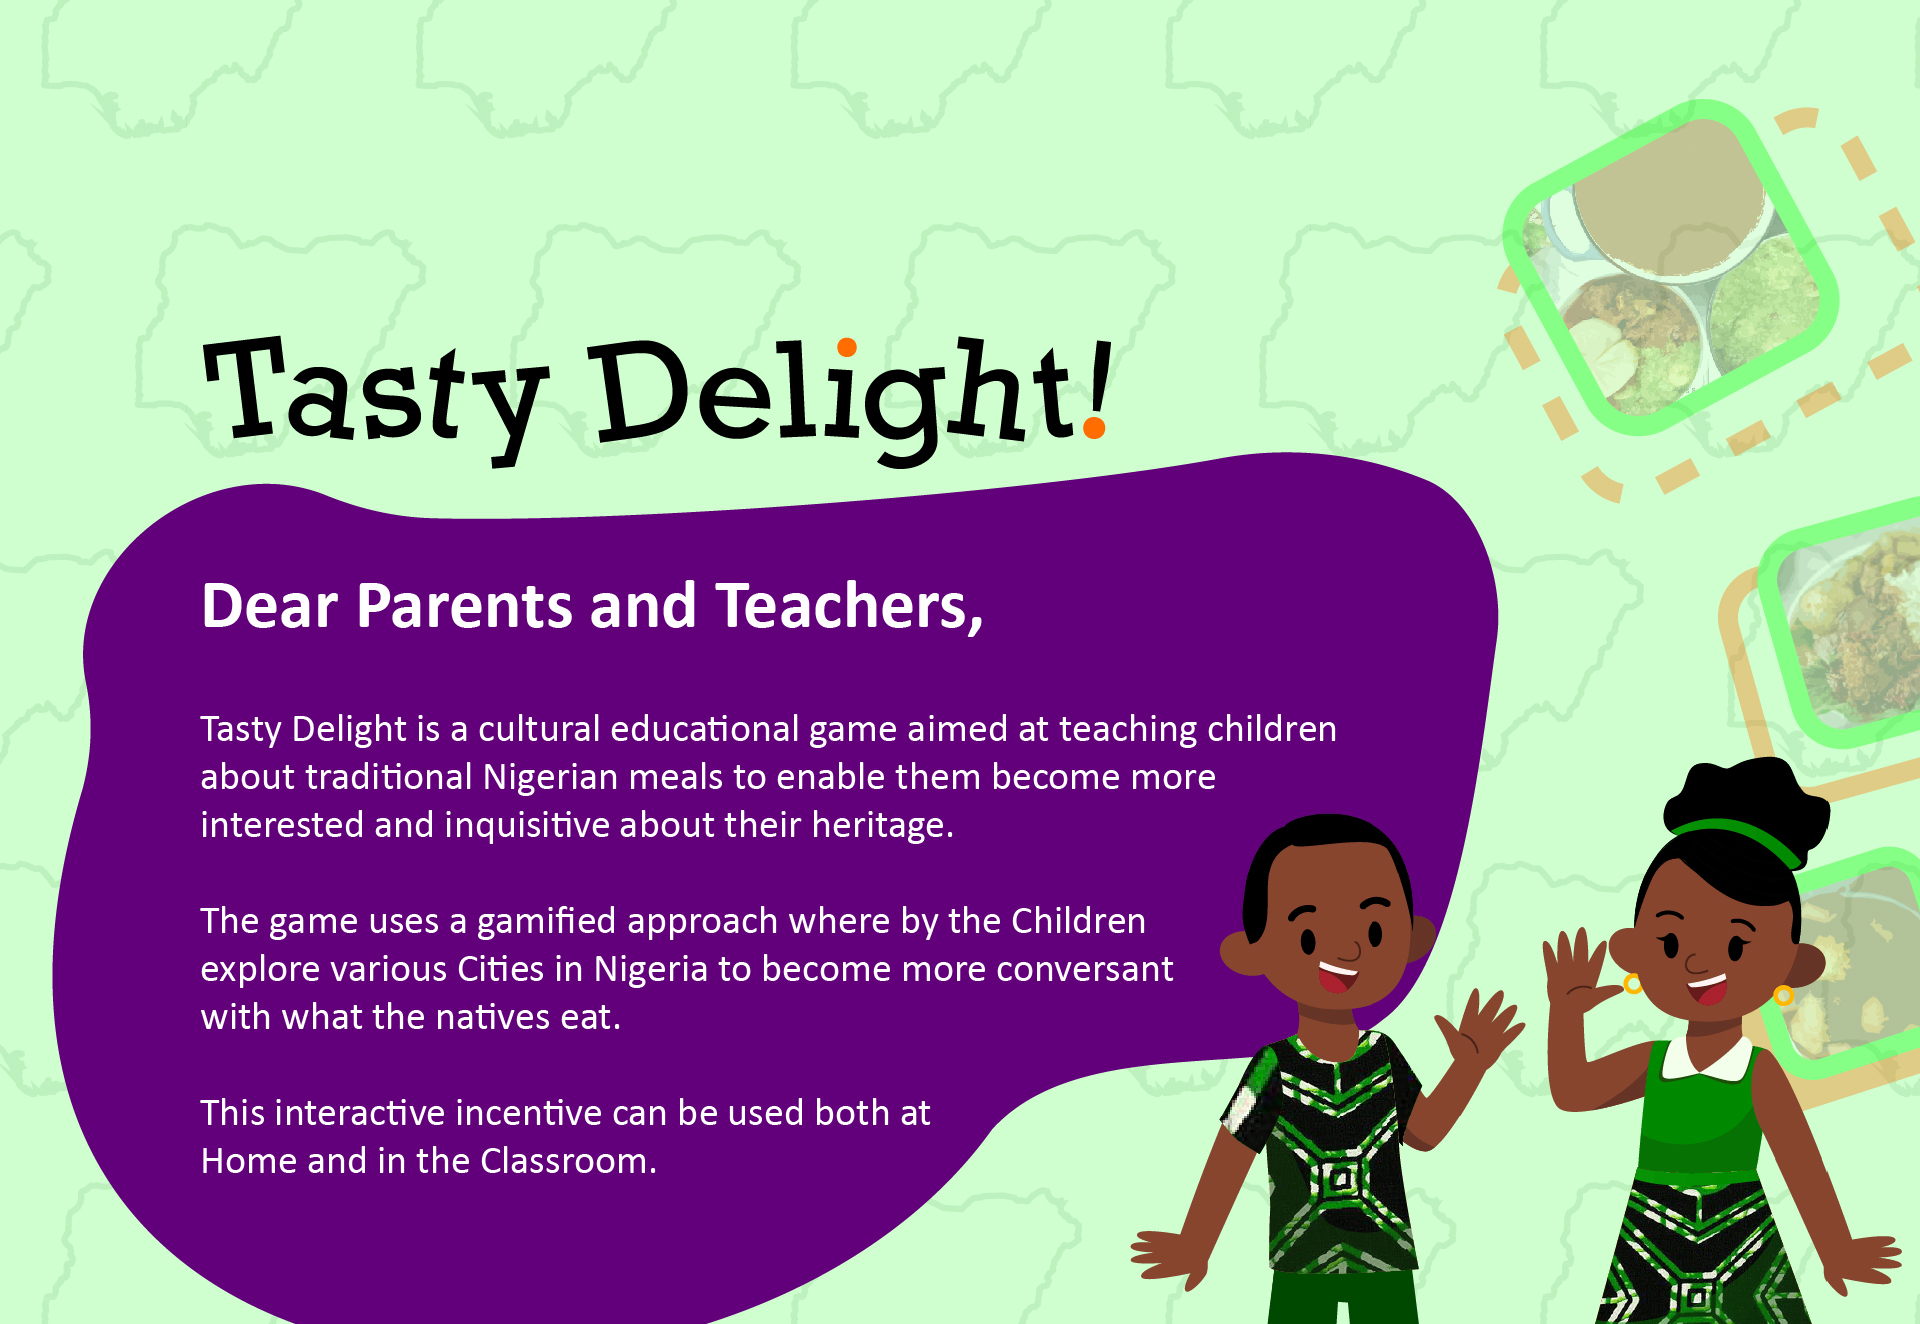 Tasty Delight!
Dear Parents and Teachers,
Tasty Delight is a cultural educational game aimed at teaching children
about traditional Nigerian meals to enable them become more
interested and inquisitive about their heritage.
The game uses a gamified approach where by the Children
explore various Cities in Nigeria to become more conversant
with what the natives eat.
This interactive incentive can be used both at
Home and in the Classroom.